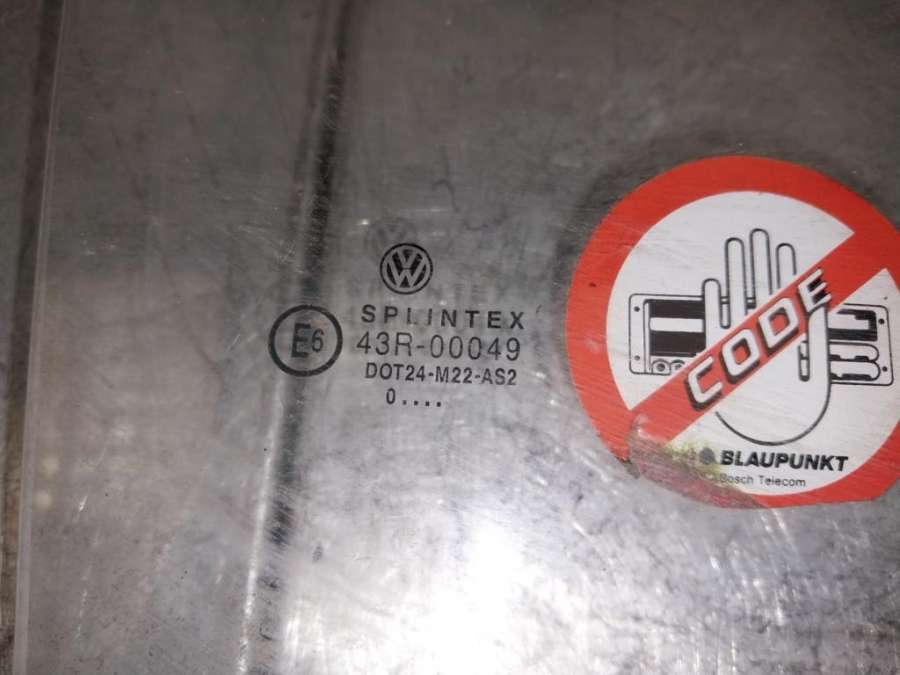 SPLINTEX
E6
43R-00049
DOT24-M22-AS2
0....
CODE
BLAUPUNKT
Bosch Telecom